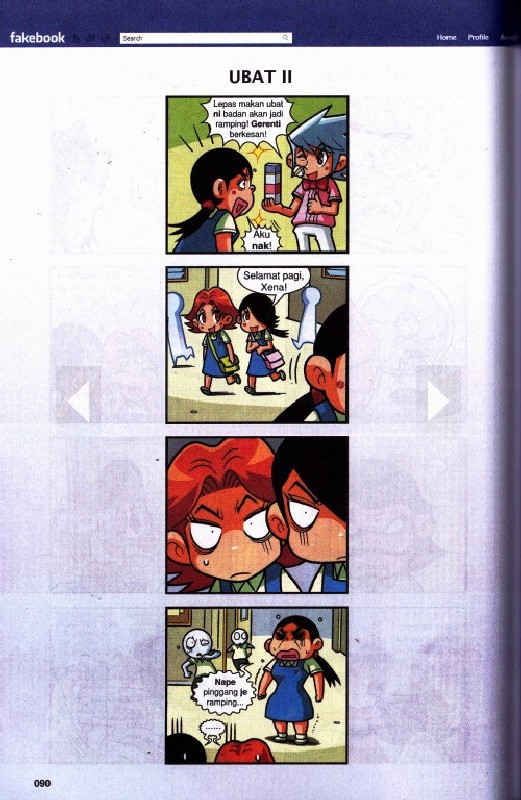 fakebook
Search
Home Profile
UBAT II
Lepas makan ubat
ni badan akan jadi
ramping! Gerenti
berkesan!
Aku
nak!
Selamat pagi,
Xena!
Nape
pinggang je
ramping...
......
090